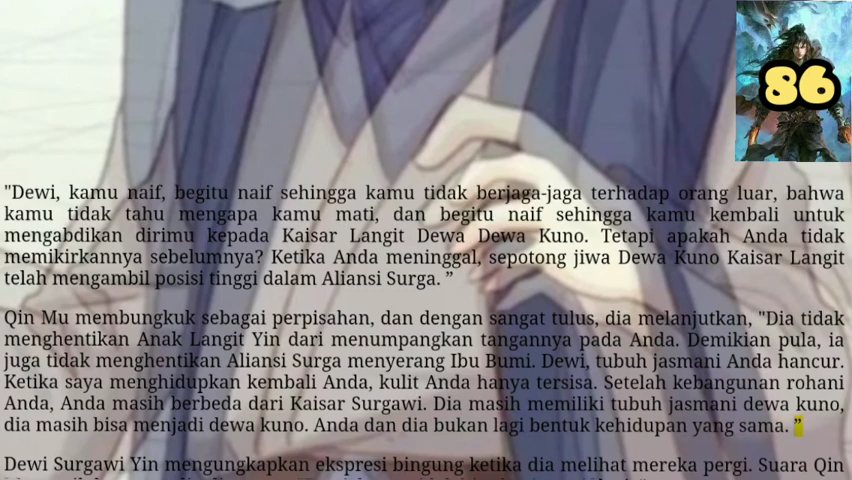 86
"Dewi, kamu naif, begitu naif sehingga kamu tidak berjaga-jaga terhadap orang luar, bahwa
kamu tidak tahu mengapa kamu mati, dan begitu naif sehingga kamu kembali untuk
mengabdikan dirimu kepada Kaisar Langit Dewa Dewa Kuno. Tetapi apakah Anda tidak
memikirkannya sebelumnya? Ketika Anda meninggal, sepotong jiwa Dewa Kuno Kaisar Langit
telah mengambil posisi tinggi dalam Aliansi Surga. ”
Qin Mu membungkuk sebagai perpisahan, dan dengan sangat tulus, dia melanjutkan, "Dia tidak
menghentikan Anak Langit Yin dari menumpangkan tangannya pada Anda. Demikian pula, ia
juga tidak menghentikan Aliansi Surga menyerang Ibu Bumi. Dewi, tubuh jasmani Anda hancur.
Ketika saya menghidupkan kembali Anda, kulit Anda hanya tersisa. Setelah kebangunan rohani
Anda, Anda masih berbeda dari Kaisar Surgawi. Dia masih memiliki tubuh jasmani dewa kuno,
dia masih bisa menjadi dewa kuno. Anda dan dia bukan lagi bentuk kehidupan yang sama. ”
Dewi Surgawi Yin mengungkapkan ekspresi bingung ketika dia melihat mereka pergi. Suara Qin